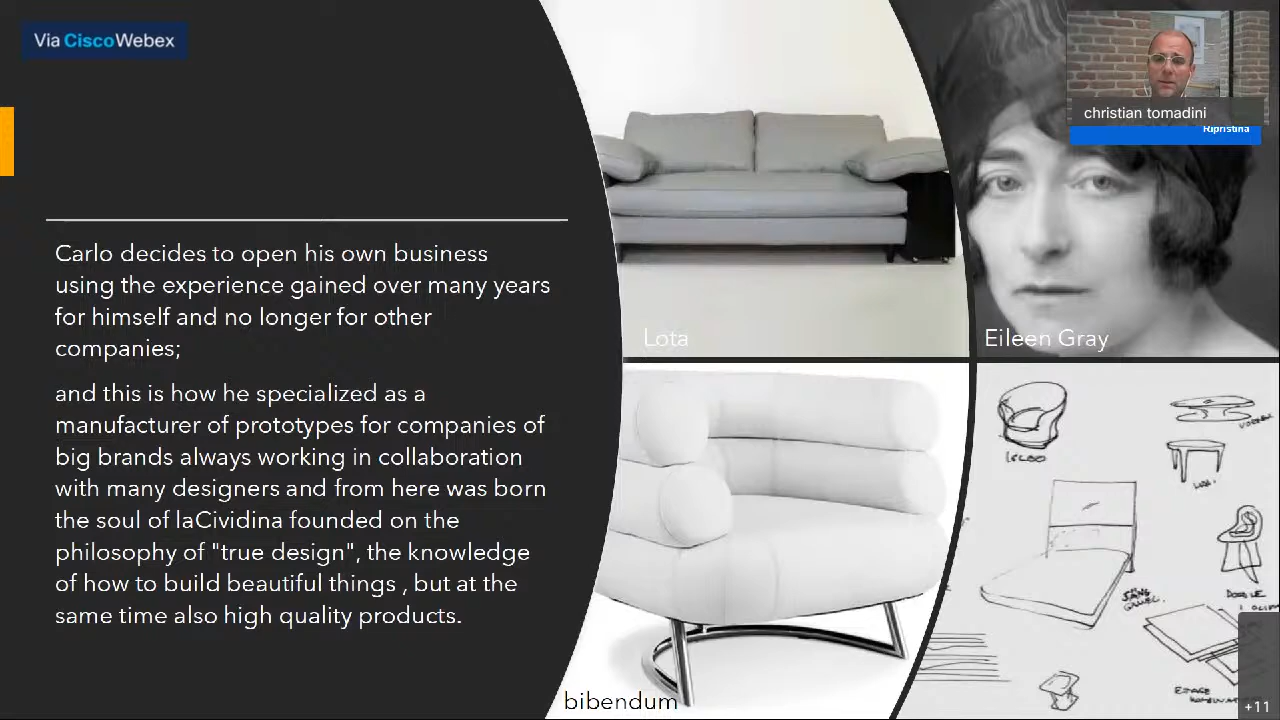 Via Cisco Webex
christian tomadini
Ripristina
Carlo decides to open his own business
using the experience gained over many years
for himself and no longer for other
companies;
and this is how he specialized as a
manufacturer of prototypes for companies of
big brands always working in collaboration
with many designers and from here was born
the soul of laCividina founded on the
philosophy of "true design", the knowledge
of how to build beautiful things , but at the
same time also high quality products.
Lota
Eileen Gray
bibendum
+11